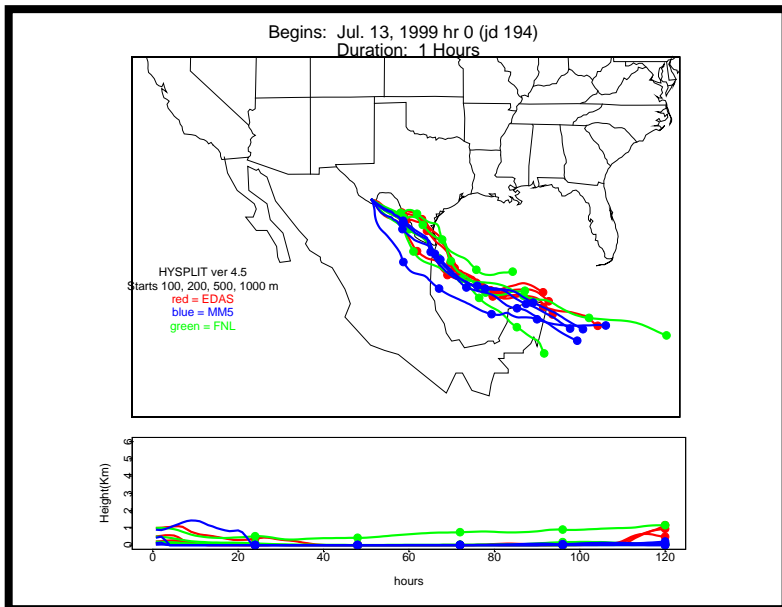 Begins: Jul. 13, 1999 hr 0 (jd 194)
Duration: 1 Hours
HYSPLIT ver 4.5
Starts 100, 200, 500, 1000 m
red = EDAS
blue = MM5
green = FNL
Height(Km)
6
5
4
3
2
1
0
0 20 40 60 80 100 120
hours